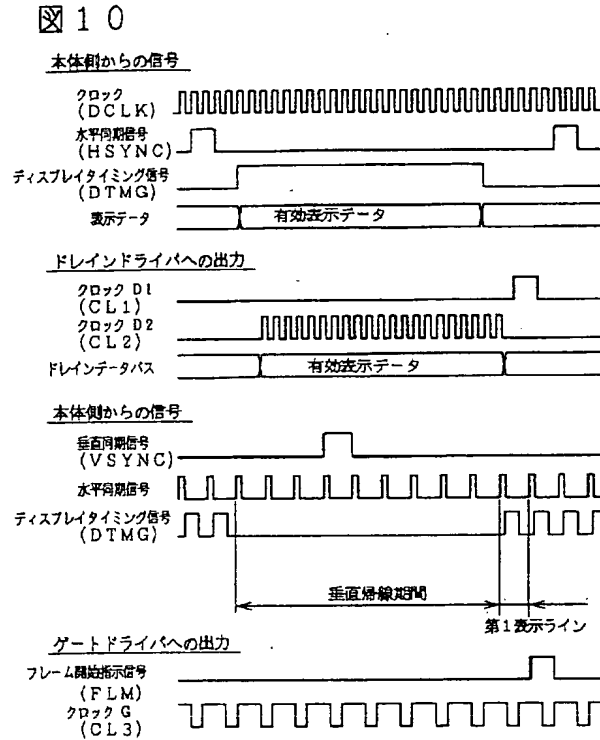 図10
本体側からの信号
クロック
(DCLK)
水平同期信号
(HSYNC)
ディスプレイタイミング信号
(DTMG)
表示データ
有効表示データ
ドレインドライバへの出力
クロック D1
(CL1)
クロック D2
(CL2)
ドレインデータバス
有効表示データ
本体側からの信号
垂直同期信号
(VSYNC)
水平同期信号
ディスプレイタイミング信号
(DTMG)
垂直帰線期間
第1表示ライン
ゲートドライバへの出力
フレーム開始指示信号
(FLM)
クロック G
(CL3)